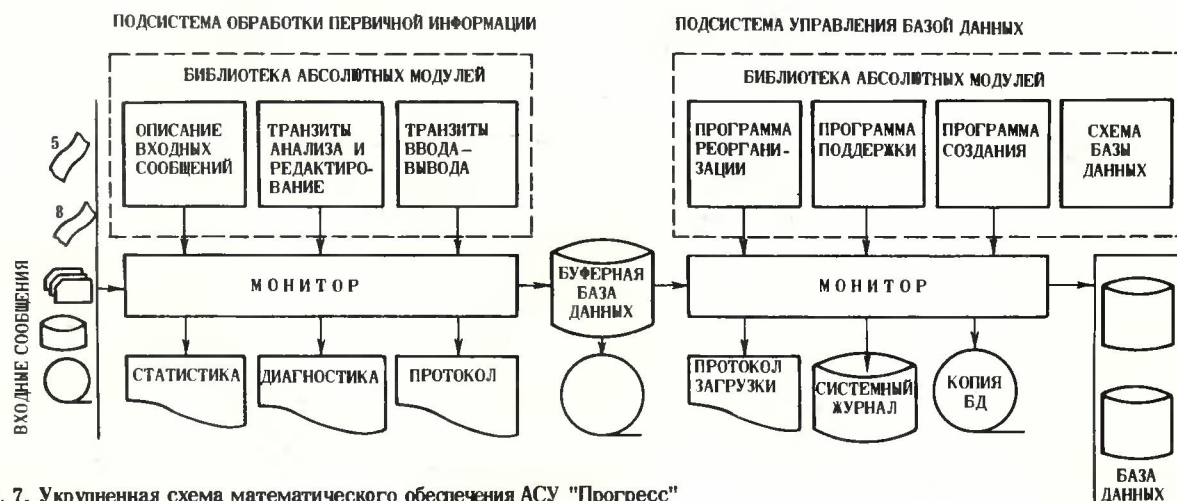 ПОДСИСТЕМА ОБРАБОТКИ ПЕРВИЧНОЙ ИНФОРМАЦИИ
ПОДСИСТЕМА УПРАВЛЕНИЯ БАЗОЙ ДАННЫХ
БИБЛИОТЕКА АБСОЛЮТНЫХ МОДУЛЕЙ
БИБЛИОТЕКА АБСОЛЮТНЫХ МОДУЛЕЙ
ОПИСАНИЕ
ВХОДНЫХ
СООБЩЕНИЙ
ТРАНЗИТЫ
АНАЛИЗА И
РЕДАКТИРО-
ВАНИЕ
ТРАНЗИТЫ
ВВОДА –
ВЫВОДА
ПРОГРАММА
РЕОРГАНИ-
ЗАЦИИ
ПРОГРАММА
ПОДДЕРЖКИ
ПРОГРАММА
СОЗДАНИЯ
СХЕМА
БАЗЫ
ДАННЫХ
5
8
ВХОДНЫЕ СООБЩЕНИЯ
МОНИТОР
БУФЕРНАЯ
БАЗА
ДАННЫХ
МОНИТОР
СТАТИСТИКА
ДИАГНОСТИКА
ПРОТОКОЛ
ПРОТОКОЛ
ЗАГРУЗКИ
СИСТЕМНЫЙ
ЖУРНАЛ
КОПИЯ
БД
БАЗА
ДАННЫХ
. 7. Укрупненная схема математического обеспечения АСУ "Прогресс"